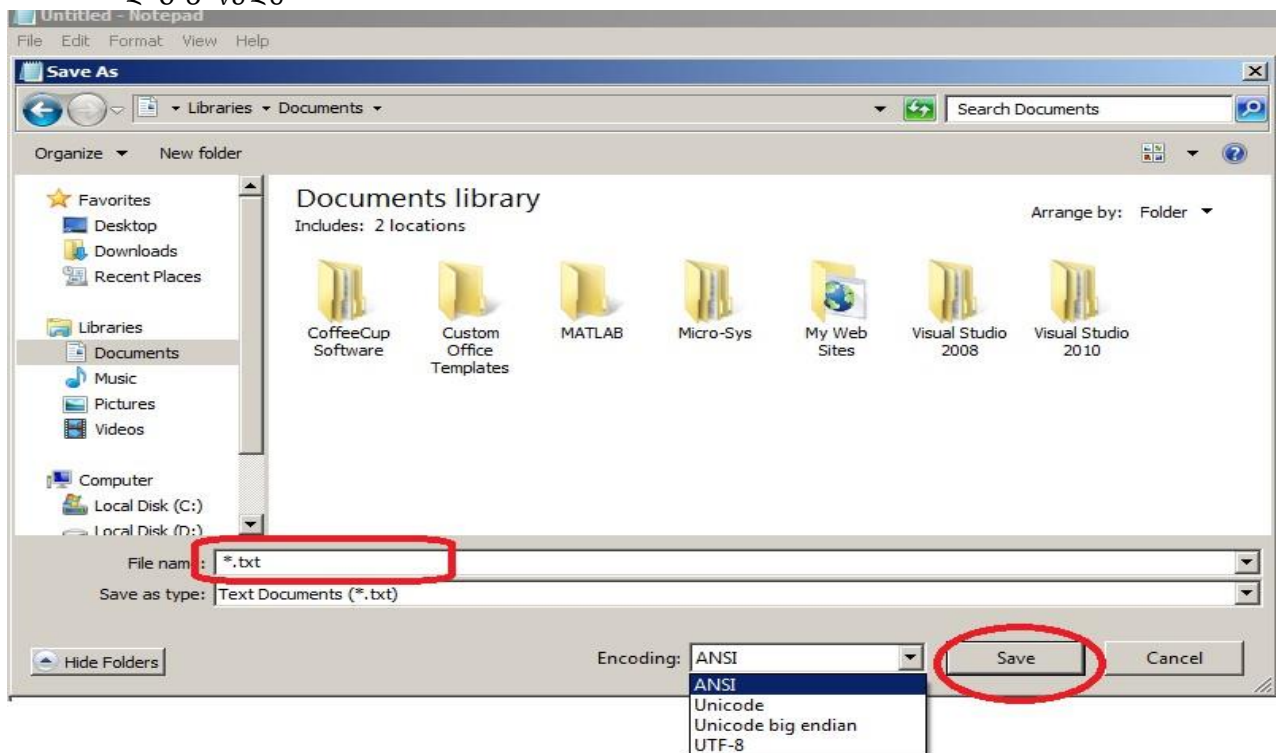 Untitled - Notepad
File Edit Format View Help
Save As
Libraries Documents
Search Documents
Organize New folder
Favorites
Desktop
Downloads
Recent Places
Libraries
Documents
Music
Pictures
Videos
Computer
Local Disk (C:)
Local Disk (D:)
Documents library
Includes: 2 locations
Arrange by: Folder
CoffeeCup Software
Custom Office Templates
MATLAB
Micro-Sys
My Web Sites
Visual Studio 2008
Visual Studio 2010
File name: *.txt
Save as type: Text Documents (*.txt)
Hide Folders
Encoding: ANSI
Save
Cancel
ANSI
Unicode
Unicode big endian
UTF-8